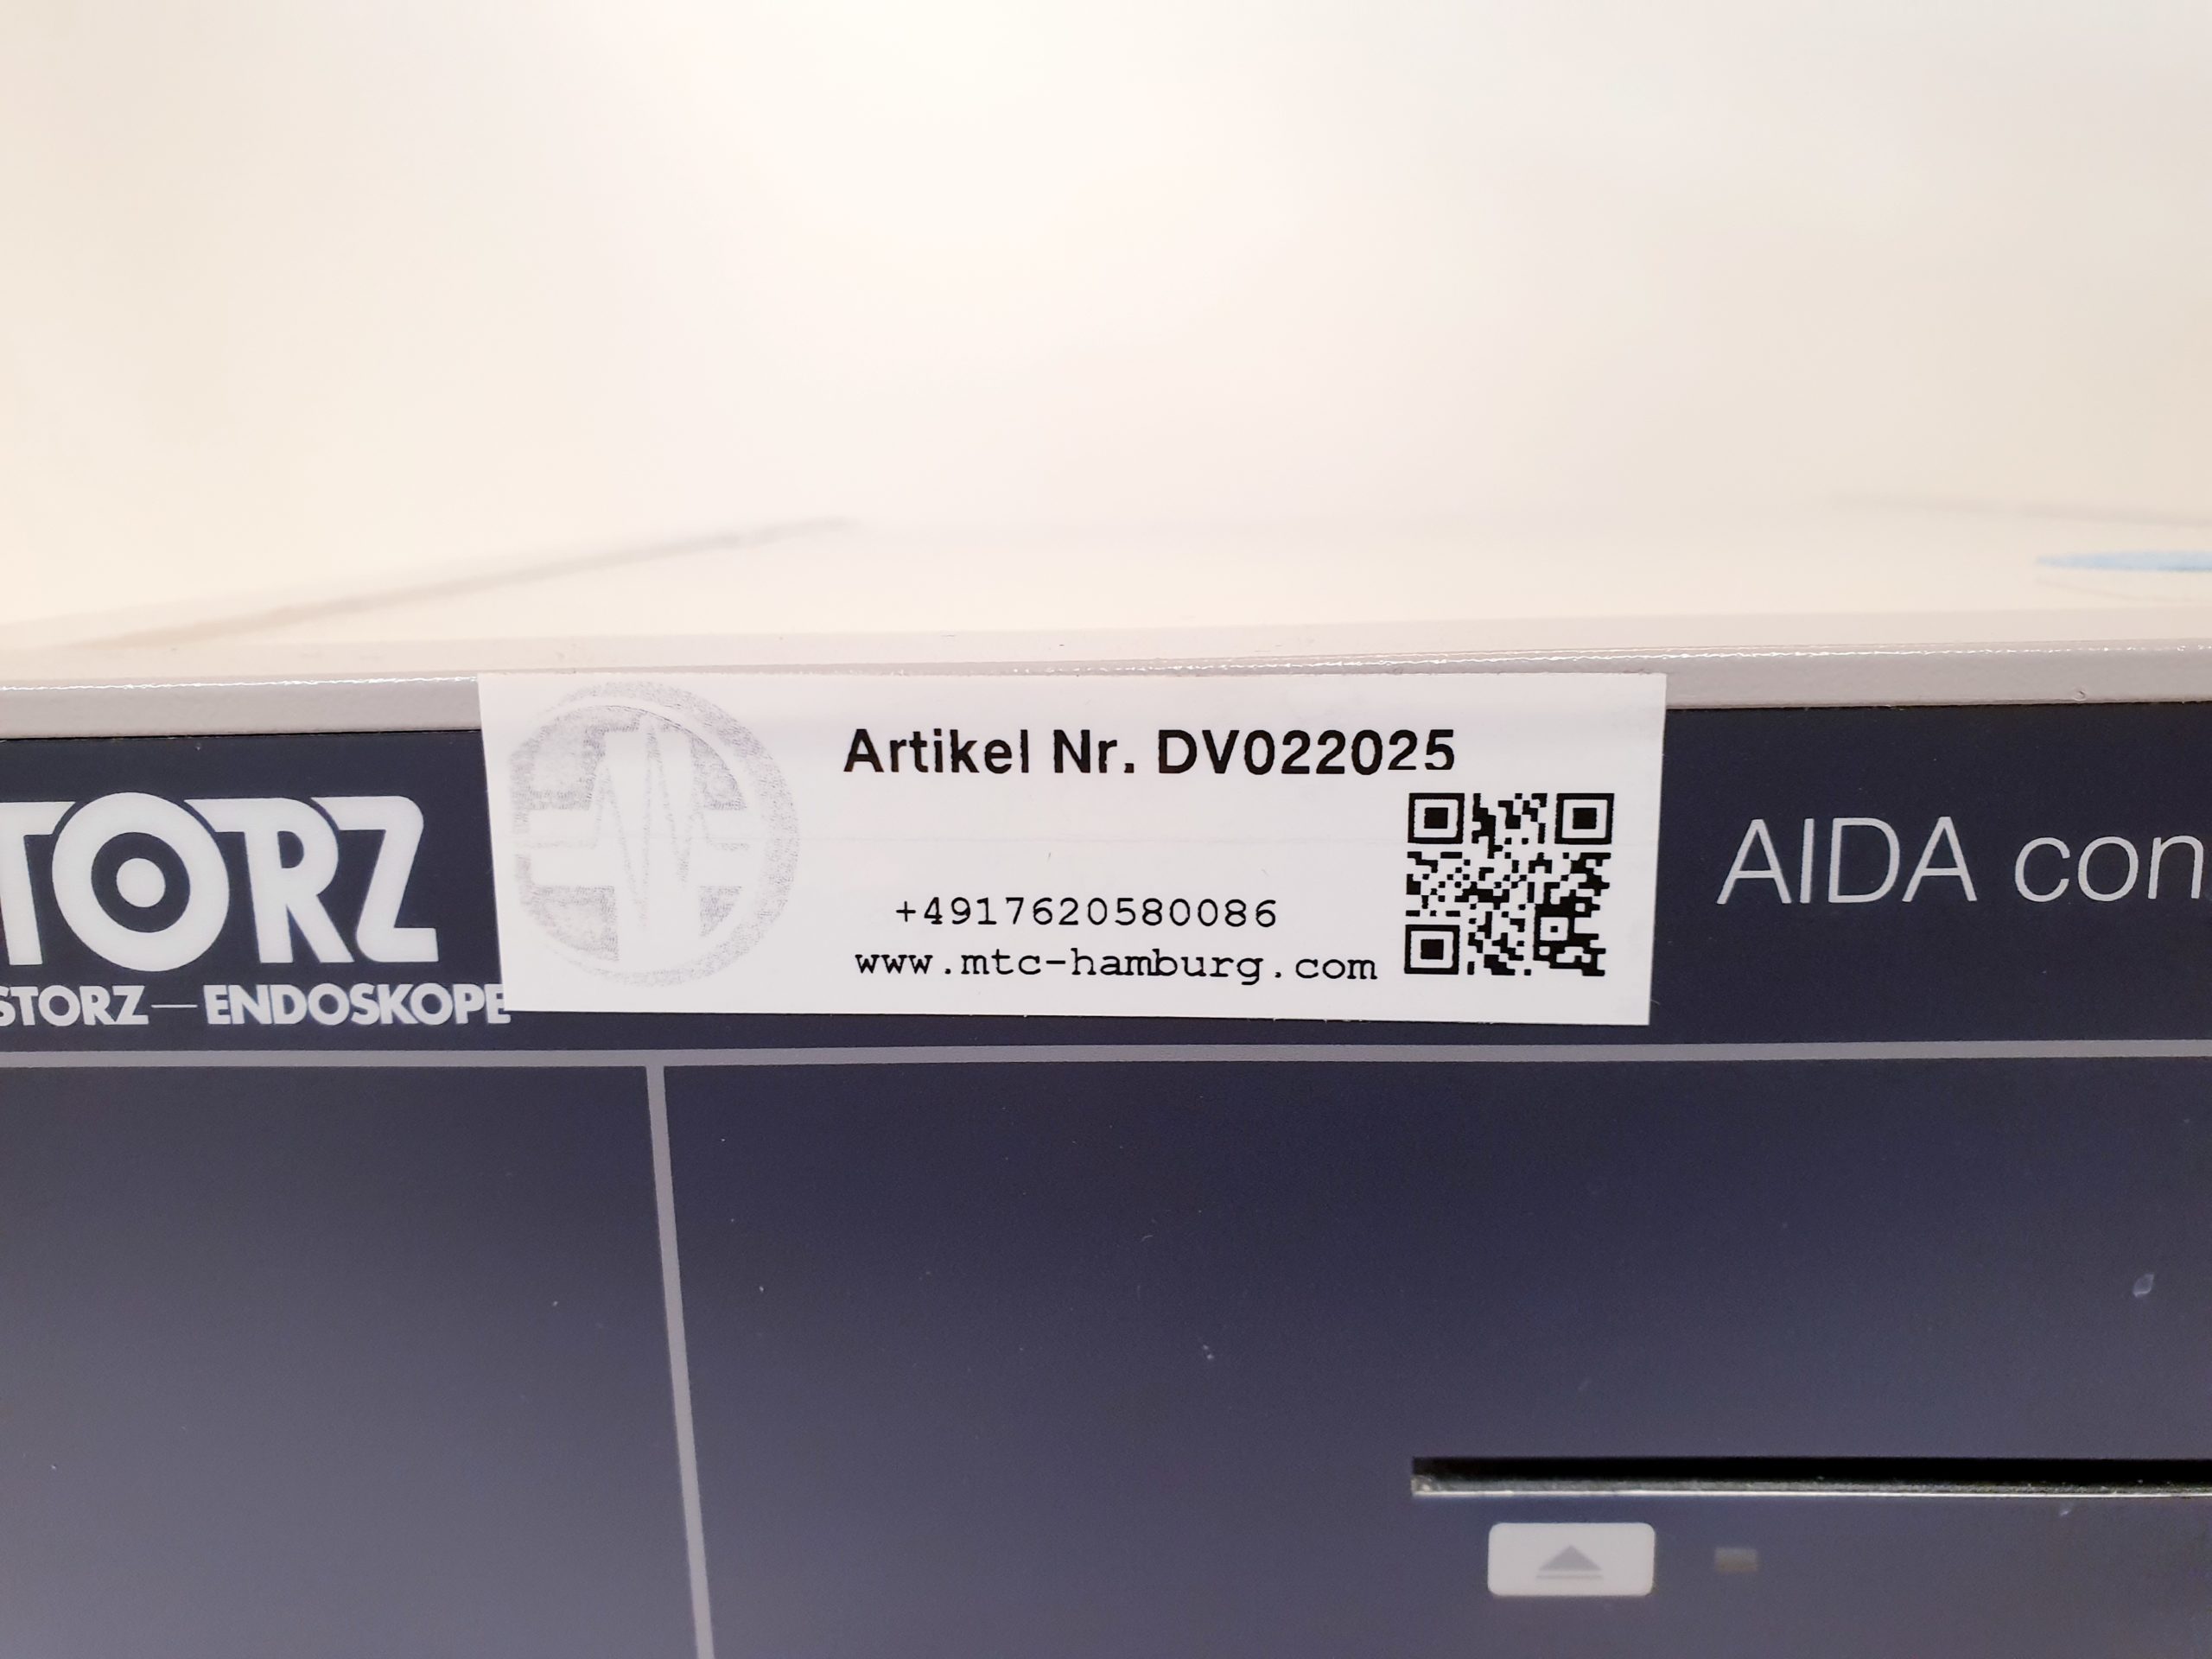 TORZ
STORZ—ENDOSKOPE
Artikel Nr. DV022025
+4917620580086
www.mtc-hamburg.com
AIDA con